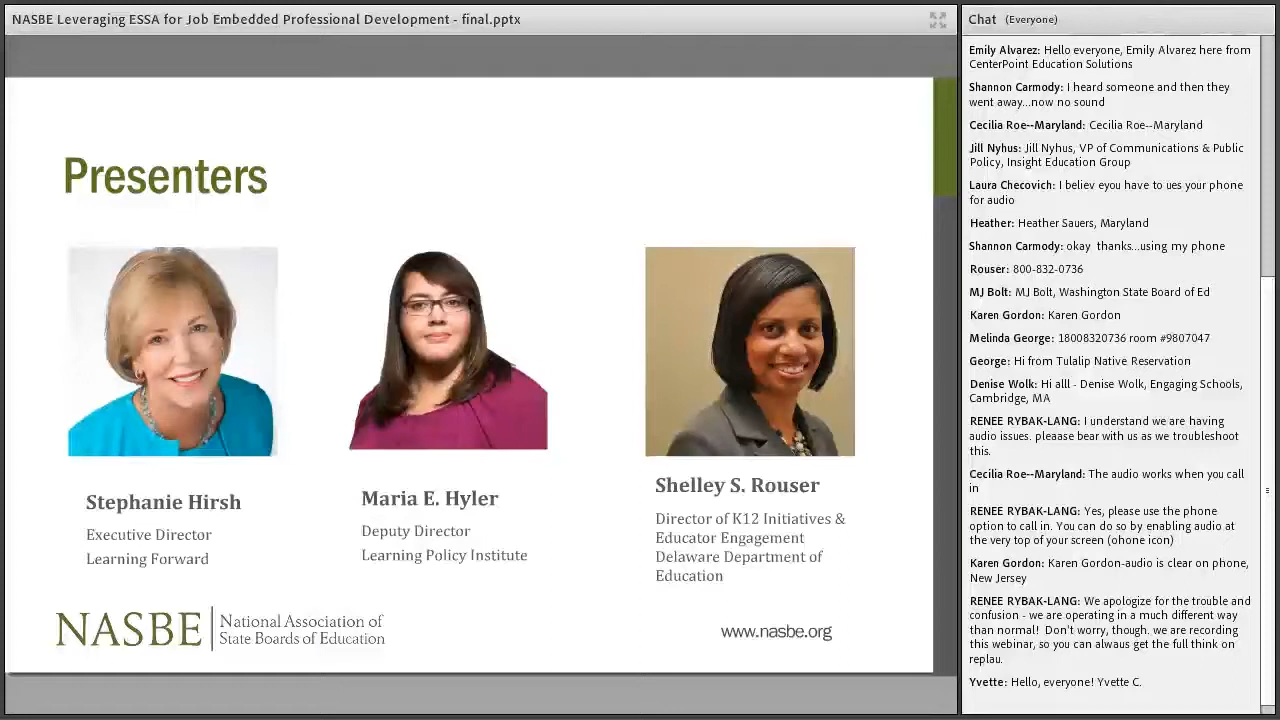 NASBE Leveraging ESSA for Job Embedded Professional Development - final.pptx
Presenters
Stephanie Hirsh
Executive Director
Learning Forward
Maria E. Hyler
Deputy Director
Learning Policy Institute
Shelley S. Rouser
Director of K12 Initiatives &
Educator Engagement
Delaware Department of
Education
NASBE
National Association of
State Boards of Education
www.nasbe.org
Chat (Everyone)
Emily Alvarez: Hello everyone, Emily Alvarez here from
CenterPoint Education Solutions
Shannon Carmody: I heard someone and then they
went away...now no sound
Cecilia Roe--Maryland: Cecilia Roe--Maryland
Jill Nyhus: Jill Nyhus, VP of Communications & Public
Policy, Insight Education Group
Laura Checovich: I believ eyou have to ues your phone
for audio
Heather: Heather Sauers, Maryland
Shannon Carmody: okay thanks...using my phone
Rouser: 800-832-0736
MJ Bolt: MJ Bolt, Washington State Board of Ed
Karen Gordon: Karen Gordon
Melinda George: 18008320736 room #9807047
George: Hi from Tulalip Native Reservation
Denise Wolk: Hi alll - Denise Wolk, Engaging Schools,
Cambridge, MA
RENEE RYBAK-LANG: I understand we are having
audio issues. pleaase bear with us as we troubleshoot
this.
Cecilia Roe--Maryland: The audio works when you call
in
RENEE RYBAK-LANG: Yes, please use the phone
option to call in. You can do so by enabling audio at
the very top of your screen (ohone icon)
Karen Gordon: Karen Gordon-audio is clear on phone,
New Jersey
RENEE RYBAK-LANG: We apologize for the trouble and
confusion - we are operating in a much different way
than normal! Don't worry, though. we are recording
this webinar, so you can alwaus get the full think on
replau.
Yvette: Hello, everyone! Yvette C.